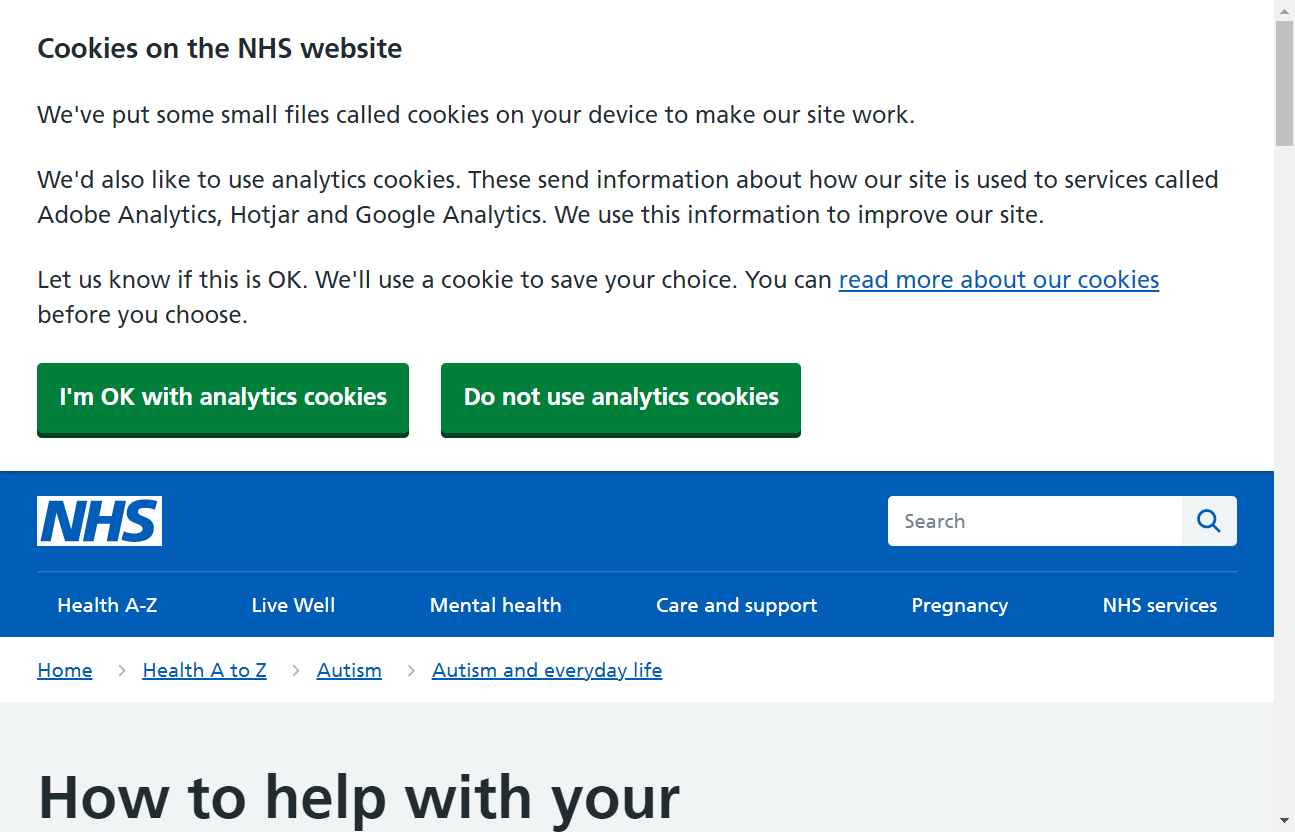 Cookies on the NHS website
We've put some small files called cookies on your device to make our site work.
We'd also like to use analytics cookies. These send information about how our site is used to services called
Adobe Analytics, Hotjar and Google Analytics. We use this information to improve our site.
Let us know if this is OK. We'll use a cookie to save your choice. You can read more about our cookies
before you choose.
I'm OK with analytics cookies Do not use analytics cookies
NHS Search
Health A-Z Live Well Mental health Care and support Pregnancy NHS services
Home Health A to Z Autism Autism and everyday life
How to help with your